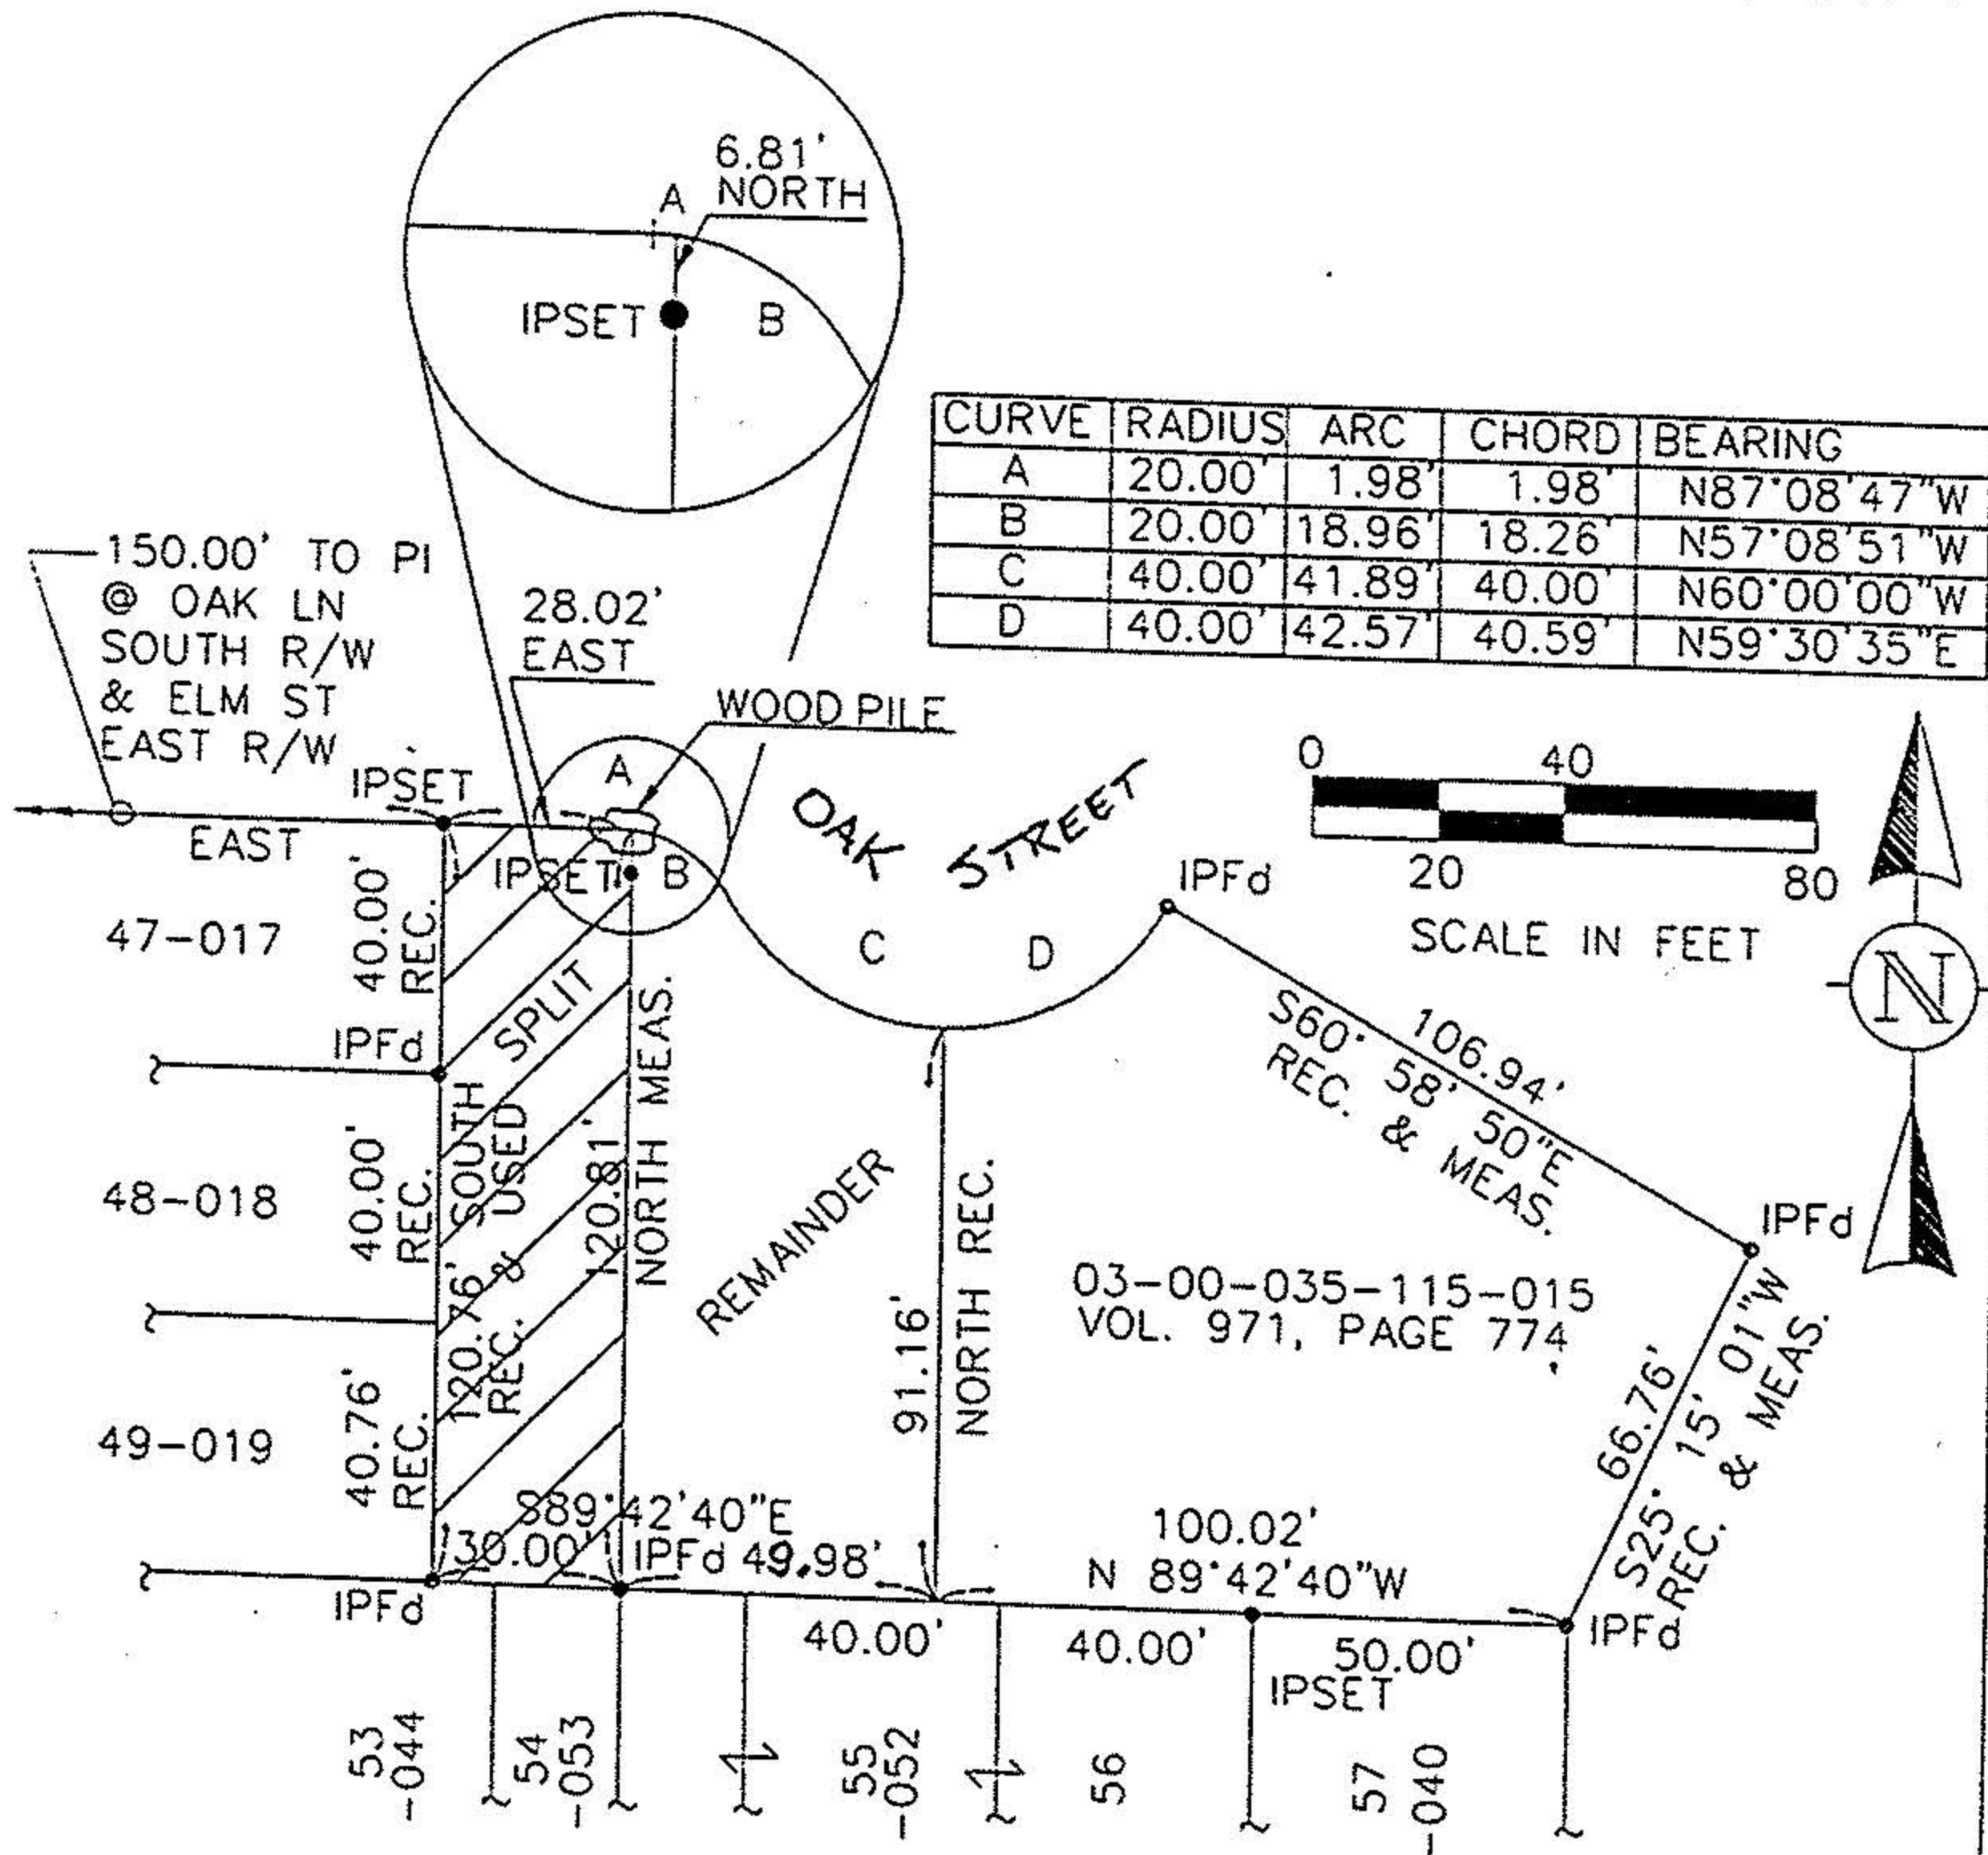 6.81'
NORTH
A
IPSET
B
CURVE RADIUS ARC CHORD BEARING
A 20.00' 1.98' 1.98' N87°08'47"W
B 20.00' 18.96' 18.26' N57°08'51"W
C 40.00' 41.89' 40.00' N60°00'00"W
D 40.00' 42.57' 40.59' N59°30'35"E
150.00' TO PI
@ OAK LN
SOUTH R/W
& ELM ST
EAST R/W
28.02'
EAST
WOOD PILE
A
IPSET
EAST
IPSET
B
OAK STREET
C
D
IPFd
0 40
20 80
SCALE IN FEET
N
47-017
40.00'
REC.
SPLIT
IPFd
48-018
40.00'
REC.
SOUTH
USED
120.76'
REC. &
120.81'
NORTH MEAS.
REMAINDER
91.16'
NORTH REC.
106.94'
S60° 58' 50"E
REC. & MEAS.
IPFd
03-00-035-115-015
VOL. 971, PAGE 774
66.76'
S25° 15' 01"W
REC. & MEAS.
49-019
40.76'
REC.
S89°42'40"E
30.00'
IPFd 49.98'
100.02'
N 89°42'40"W
IPFd
IPFd
40.00'
40.00'
50.00'
IPSET
53
-044
54
-053
55
-052
56
57
-040